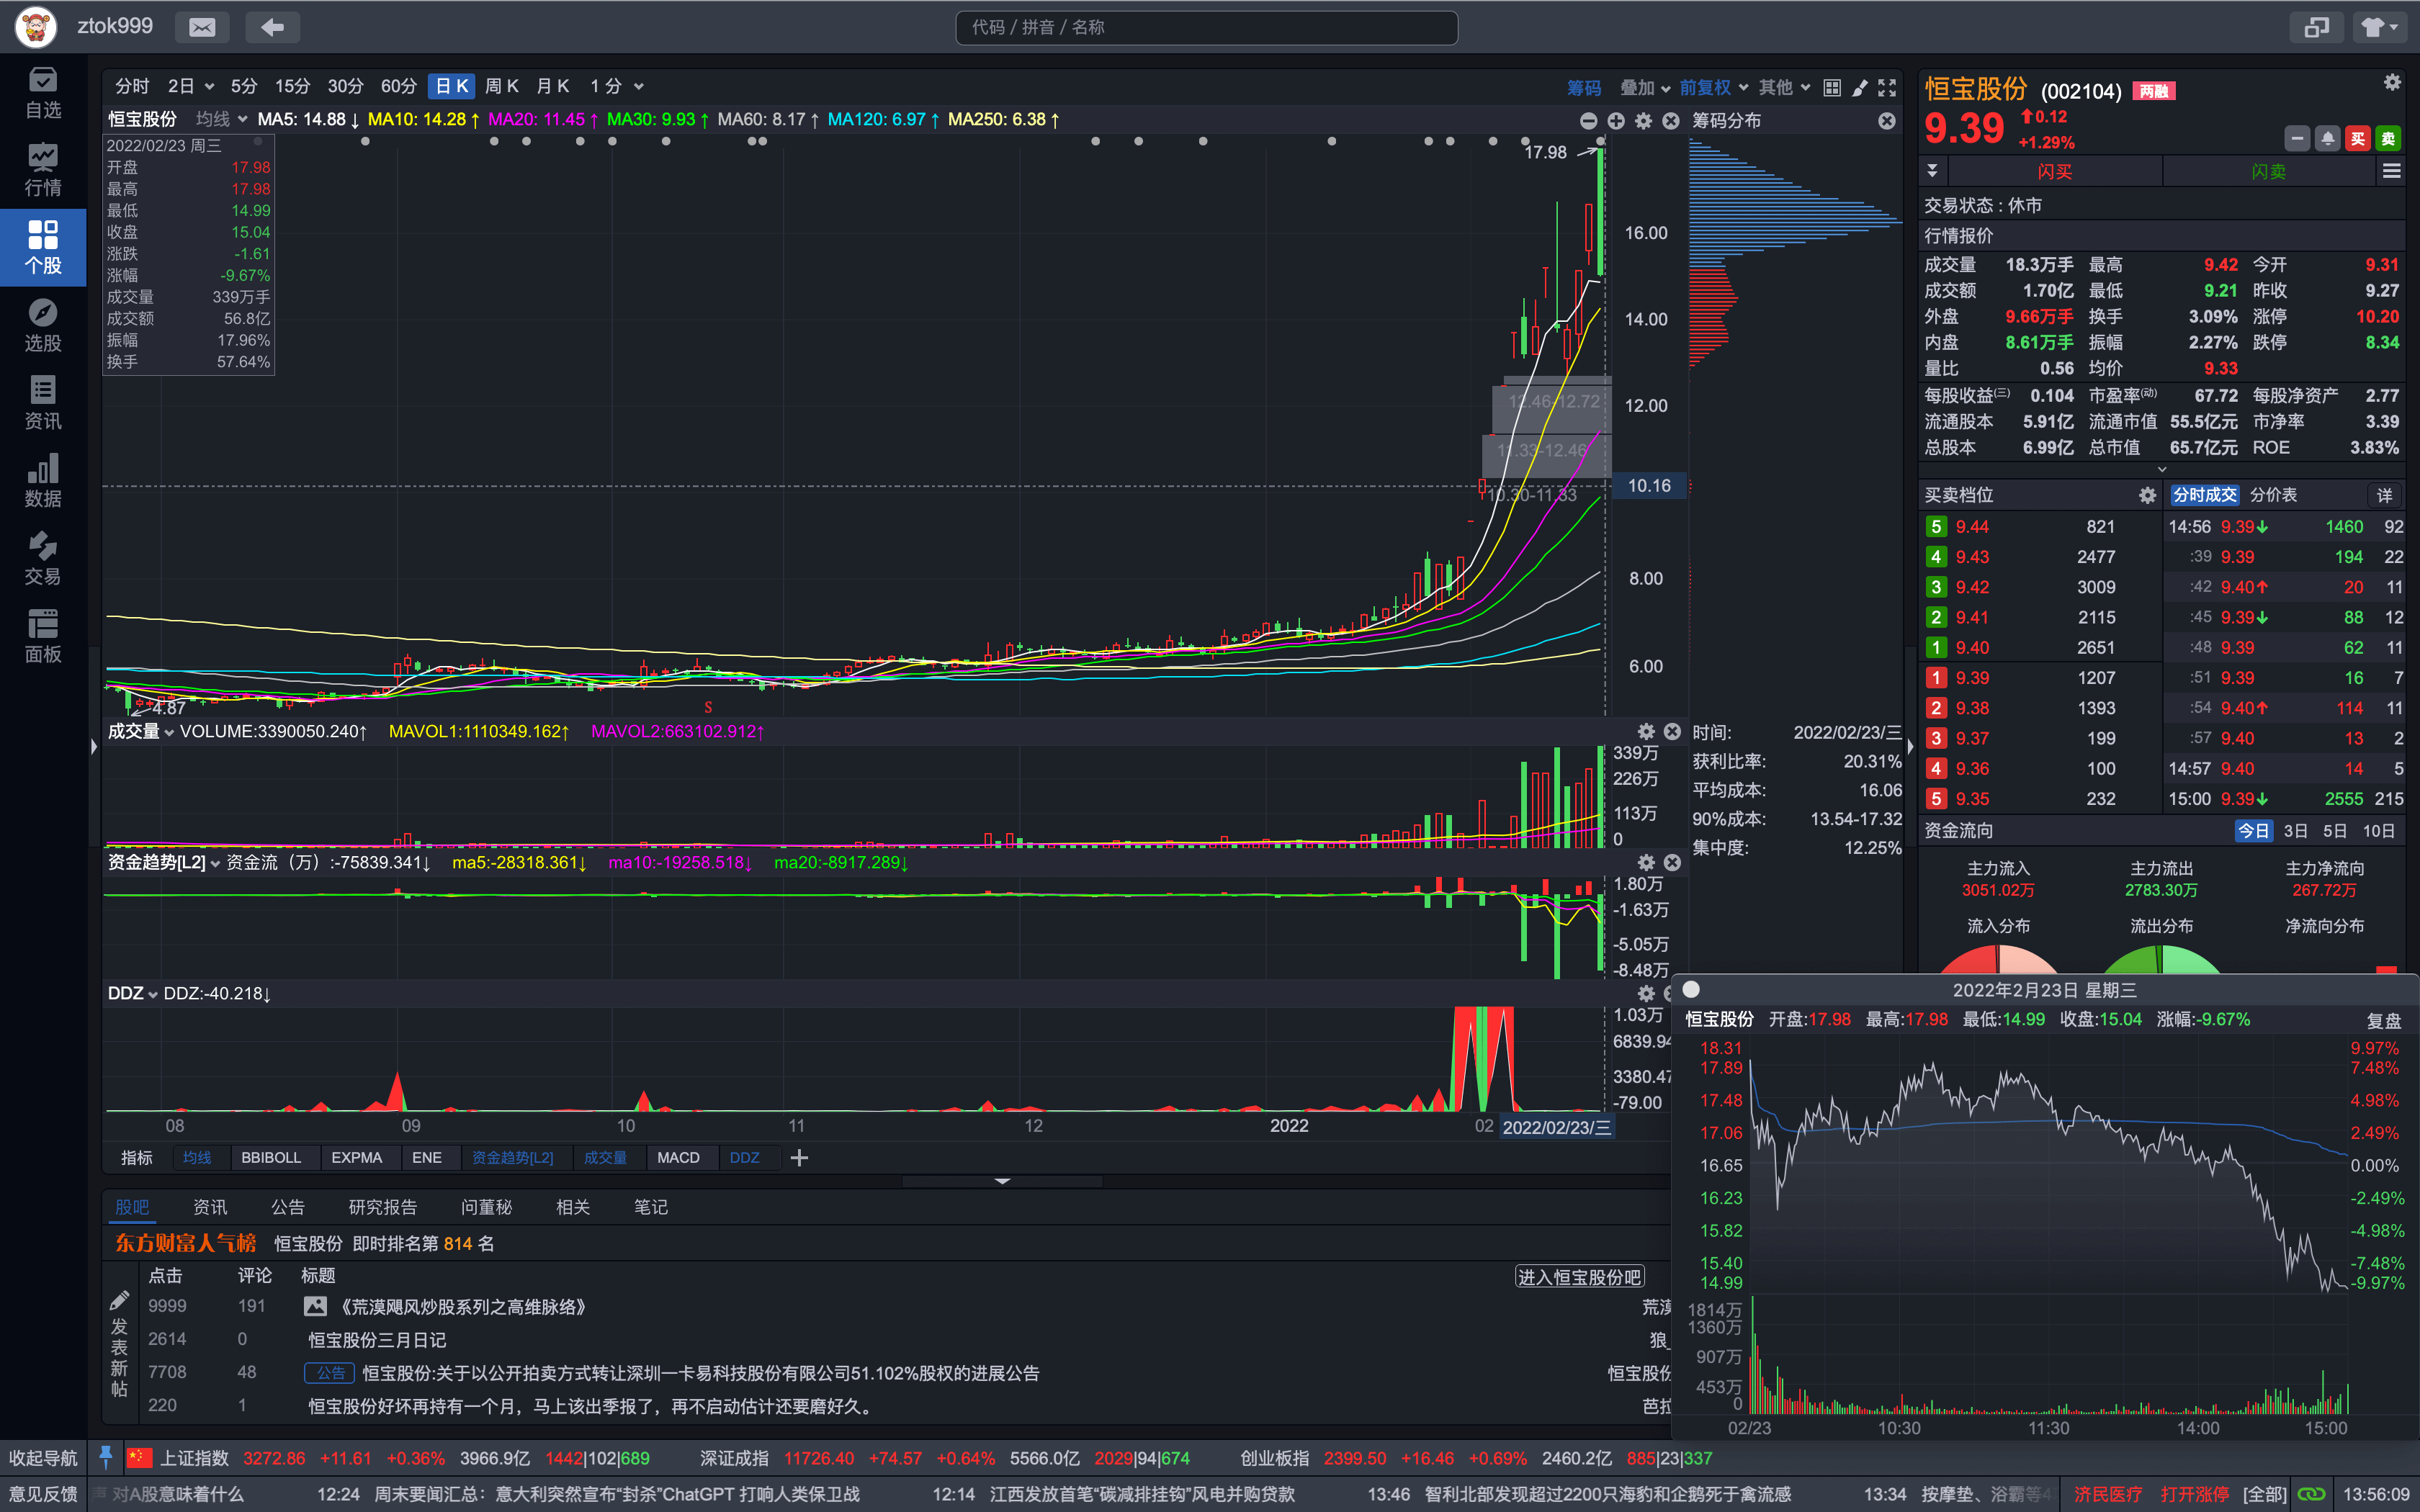 ztok999
代码 / 拼音 / 名称
自选
行情
个股
选股
资讯
数据
交易
面板
分时 2日 5分 15分 30分 60分 日K 周K 月K 1分
筹码 叠加 前复权 其他
恒宝股份 均线 MA5: 14.88↓ MA10: 14.28↑ MA20: 11.45↑ MA30: 9.93↑ MA60: 8.17↑ MA120: 6.97↑ MA250: 6.38↑
筹码分布
2022/02/23 周三
开盘 17.98
最高 17.98
最低 14.99
收盘 15.04
涨跌 -1.61
涨幅 -9.67%
成交量 339万手
成交额 56.8亿
振幅 17.96%
换手 57.64%
17.98
16.00
14.00
12.00
10.16
8.00
6.00
12.46-12.72
11.33-12.46
10.30-11.33
4.87
S
成交量 VOLUME:3390050.240↑ MAVOL1:1110349.162↑ MAVOL2:663102.912↑
339万
226万
113万
0
资金趋势[L2] 资金流（万）:-75839.341↓ ma5:-28318.361↓ ma10:-19258.518↓ ma20:-8917.289↓
1.80万
-1.63万
-5.05万
-8.48万
DDZ DDZ:-40.218↓
1.03万
6839.94
3380.47
-79.00
08 09 10 11 12 2022 02 2022/02/23/三
时间: 2022/02/23/三
获利比率: 20.31%
平均成本: 16.06
90%成本: 13.54-17.32
集中度: 12.25%
指标 均线 BBIBOLL EXPMA ENE 资金趋势[L2] 成交量 MACD DDZ
股吧 资讯 公告 研究报告 问董秘 相关 笔记
东方财富人气榜 恒宝股份 即时排名第 814 名
点击 评论 标题
进入恒宝股份吧
发表新帖
9999 191 《荒漠飓风炒股系列之高维脉络》 荒漠
2614 0 恒宝股份三月日记 狼_
7708 48 公告 恒宝股份:关于以公开拍卖方式转让深圳一卡易科技股份有限公司51.102%股权的进展公告 恒宝股份
220 1 恒宝股份好坏再持有一个月，马上该出季报了，再不启动估计还要磨好久。 芭拉
恒宝股份 (002104) 两融
9.39 0.12
+1.29%
买 卖
闪买 闪卖
交易状态 : 休市
行情报价
成交量 18.3万手 最高 9.42 今开 9.31
成交额 1.70亿 最低 9.21 昨收 9.27
外盘 9.66万手 换手 3.09% 涨停 10.20
内盘 8.61万手 振幅 2.27% 跌停 8.34
量比 0.56 均价 9.33
每股收益(三) 0.104 市盈率(动) 67.72 每股净资产 2.77
流通股本 5.91亿 流通市值 55.5亿元 市净率 3.39
总股本 6.99亿 总市值 65.7亿元 ROE 3.83%
买卖档位 分时成交 分价表 详
5 9.44 821
4 9.43 2477
3 9.42 3009
2 9.41 2115
1 9.40 2651
1 9.39 1207
2 9.38 1393
3 9.37 199
4 9.36 100
5 9.35 232
14:56 9.39↓ 1460 92
:39 9.39 194 22
:42 9.40↑ 20 11
:45 9.39↓ 88 12
:48 9.39 62 11
:51 9.39 16 7
:54 9.40↑ 114 11
:57 9.40 13 2
14:57 9.40 14 5
15:00 9.39↓ 2555 215
资金流向 今日 3日 5日 10日
主力流入 主力流出 主力净流向
3051.02万 2783.30万 267.72万
流入分布 流出分布 净流向分布
2022年2月23日 星期三
恒宝股份 开盘:17.98 最高:17.98 最低:14.99 收盘:15.04 涨幅:-9.67% 复盘
18.31 9.97%
17.89 7.48%
17.48 4.98%
17.06 2.49%
16.65 0.00%
16.23 -2.49%
15.82 -4.98%
15.40 -7.48%
14.99 -9.97%
1814万
1360万
907万
453万
0
02/23 10:30 11:30 14:00 15:00
收起导航 上证指数 3272.86 +11.61 +0.36% 3966.9亿 1442|102|689 深证成指 11726.40 +74.57 +0.64% 5566.0亿 2029|94|674 创业板指 2399.50 +16.46 +0.69% 2460.2亿 885|23|337
意见反馈 对A股意味着什么 12:24 周末要闻汇总：意大利突然宣布“封杀”ChatGPT 打响人类保卫战 12:14 江西发放首笔“碳减排挂钩”风电并购贷款 13:46 智利北部发现超过2200只海豹和企鹅死于禽流感 13:34 按摩垫、浴霸等 济民医疗 打开涨停 [全部] 13:56:09